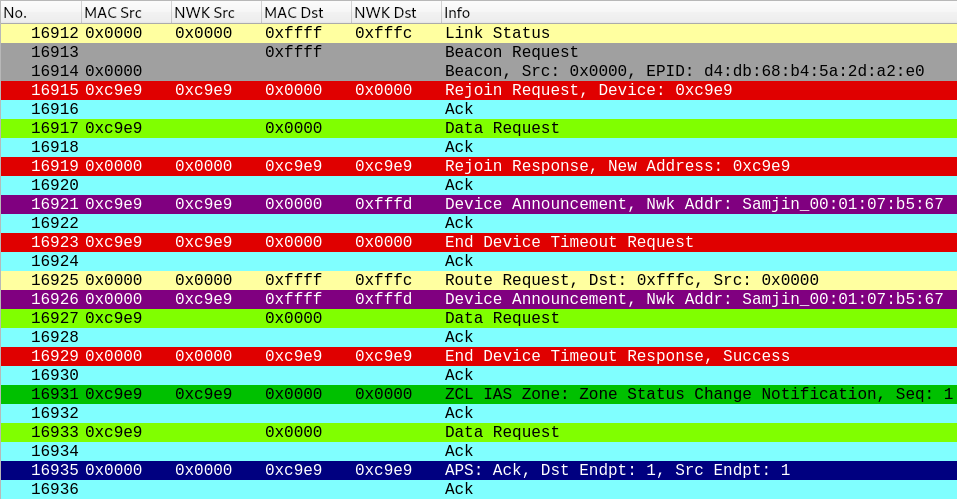 No. MAC Src NWK Src MAC Dst NWK Dst Info
16912 0x0000 0x0000 0xffff 0xfffc Link Status
16913 0xffff Beacon Request
16914 0x0000 Beacon, Src: 0x0000, EPID: d4:db:68:b4:5a:2d:a2:e0
16915 0xc9e9 0xc9e9 0x0000 0x0000 Rejoin Request, Device: 0xc9e9
16916 Ack
16917 0xc9e9 0x0000 Data Request
16918 Ack
16919 0x0000 0x0000 0xc9e9 0xc9e9 Rejoin Response, New Address: 0xc9e9
16920 Ack
16921 0xc9e9 0xc9e9 0x0000 0xfffd Device Announcement, Nwk Addr: Samjin_00:01:07:b5:67
16922 Ack
16923 0xc9e9 0xc9e9 0x0000 0x0000 End Device Timeout Request
16924 Ack
16925 0x0000 0x0000 0xffff 0xfffc Route Request, Dst: 0xfffc, Src: 0x0000
16926 0x0000 0xc9e9 0xffff 0xfffd Device Announcement, Nwk Addr: Samjin_00:01:07:b5:67
16927 0xc9e9 0x0000 Data Request
16928 Ack
16929 0x0000 0x0000 0xc9e9 0xc9e9 End Device Timeout Response, Success
16930 Ack
16931 0xc9e9 0xc9e9 0x0000 0x0000 ZCL IAS Zone: Zone Status Change Notification, Seq: 1
16932 Ack
16933 0xc9e9 0x0000 Data Request
16934 Ack
16935 0x0000 0x0000 0xc9e9 0xc9e9 APS: Ack, Dst Endpt: 1, Src Endpt: 1
16936 Ack